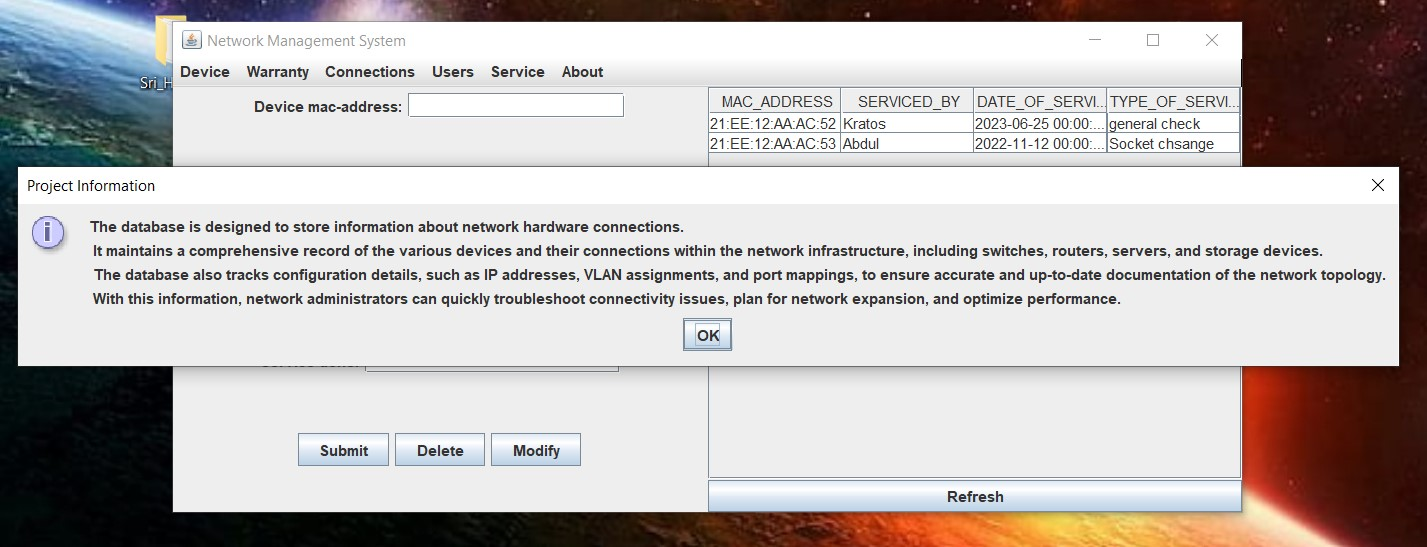 Sri_H
Network Management System
Device Warranty Connections Users Service About
Device mac-address:
MAC_ADDRESS SERVICED_BY DATE_OF_SERVI... TYPE_OF_SERVI...
21:EE:12:AA:AC:52 Kratos 2023-06-25 00:00:... general check
21:EE:12:AA:AC:53 Abdul 2022-11-12 00:00:... Socket chsange
Project Information
The database is designed to store information about network hardware connections.
It maintains a comprehensive record of the various devices and their connections within the network infrastructure, including switches, routers, servers, and storage devices.
The database also tracks configuration details, such as IP addresses, VLAN assignments, and port mappings, to ensure accurate and up-to-date documentation of the network topology.
With this information, network administrators can quickly troubleshoot connectivity issues, plan for network expansion, and optimize performance.
OK
Submit Delete Modify
Refresh